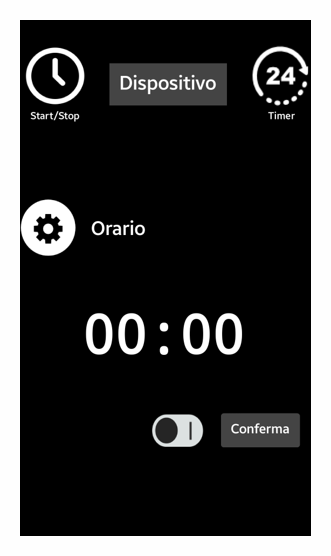 Dispositivo
24
Start/Stop
Timer
Orario
00:00
Conferma